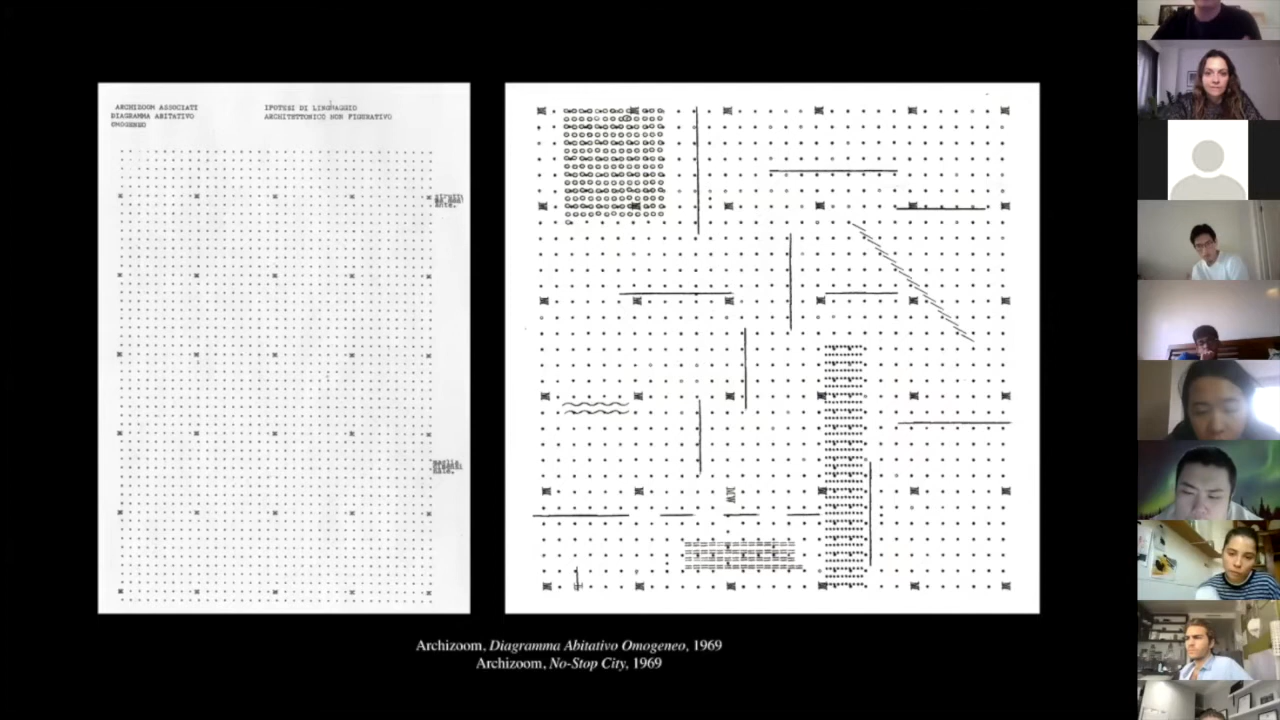 ARCHIZOOM ASSOCIATI
DIAGRAMMA ABITATIVO
OMOGENEO
IPOTESI DI LINGUAGGIO
ARCHITETTONICO NON FIGURATIVO
Archizoom, Diagramma Abitativo Omogeneo, 1969
Archizoom, No-Stop City, 1969